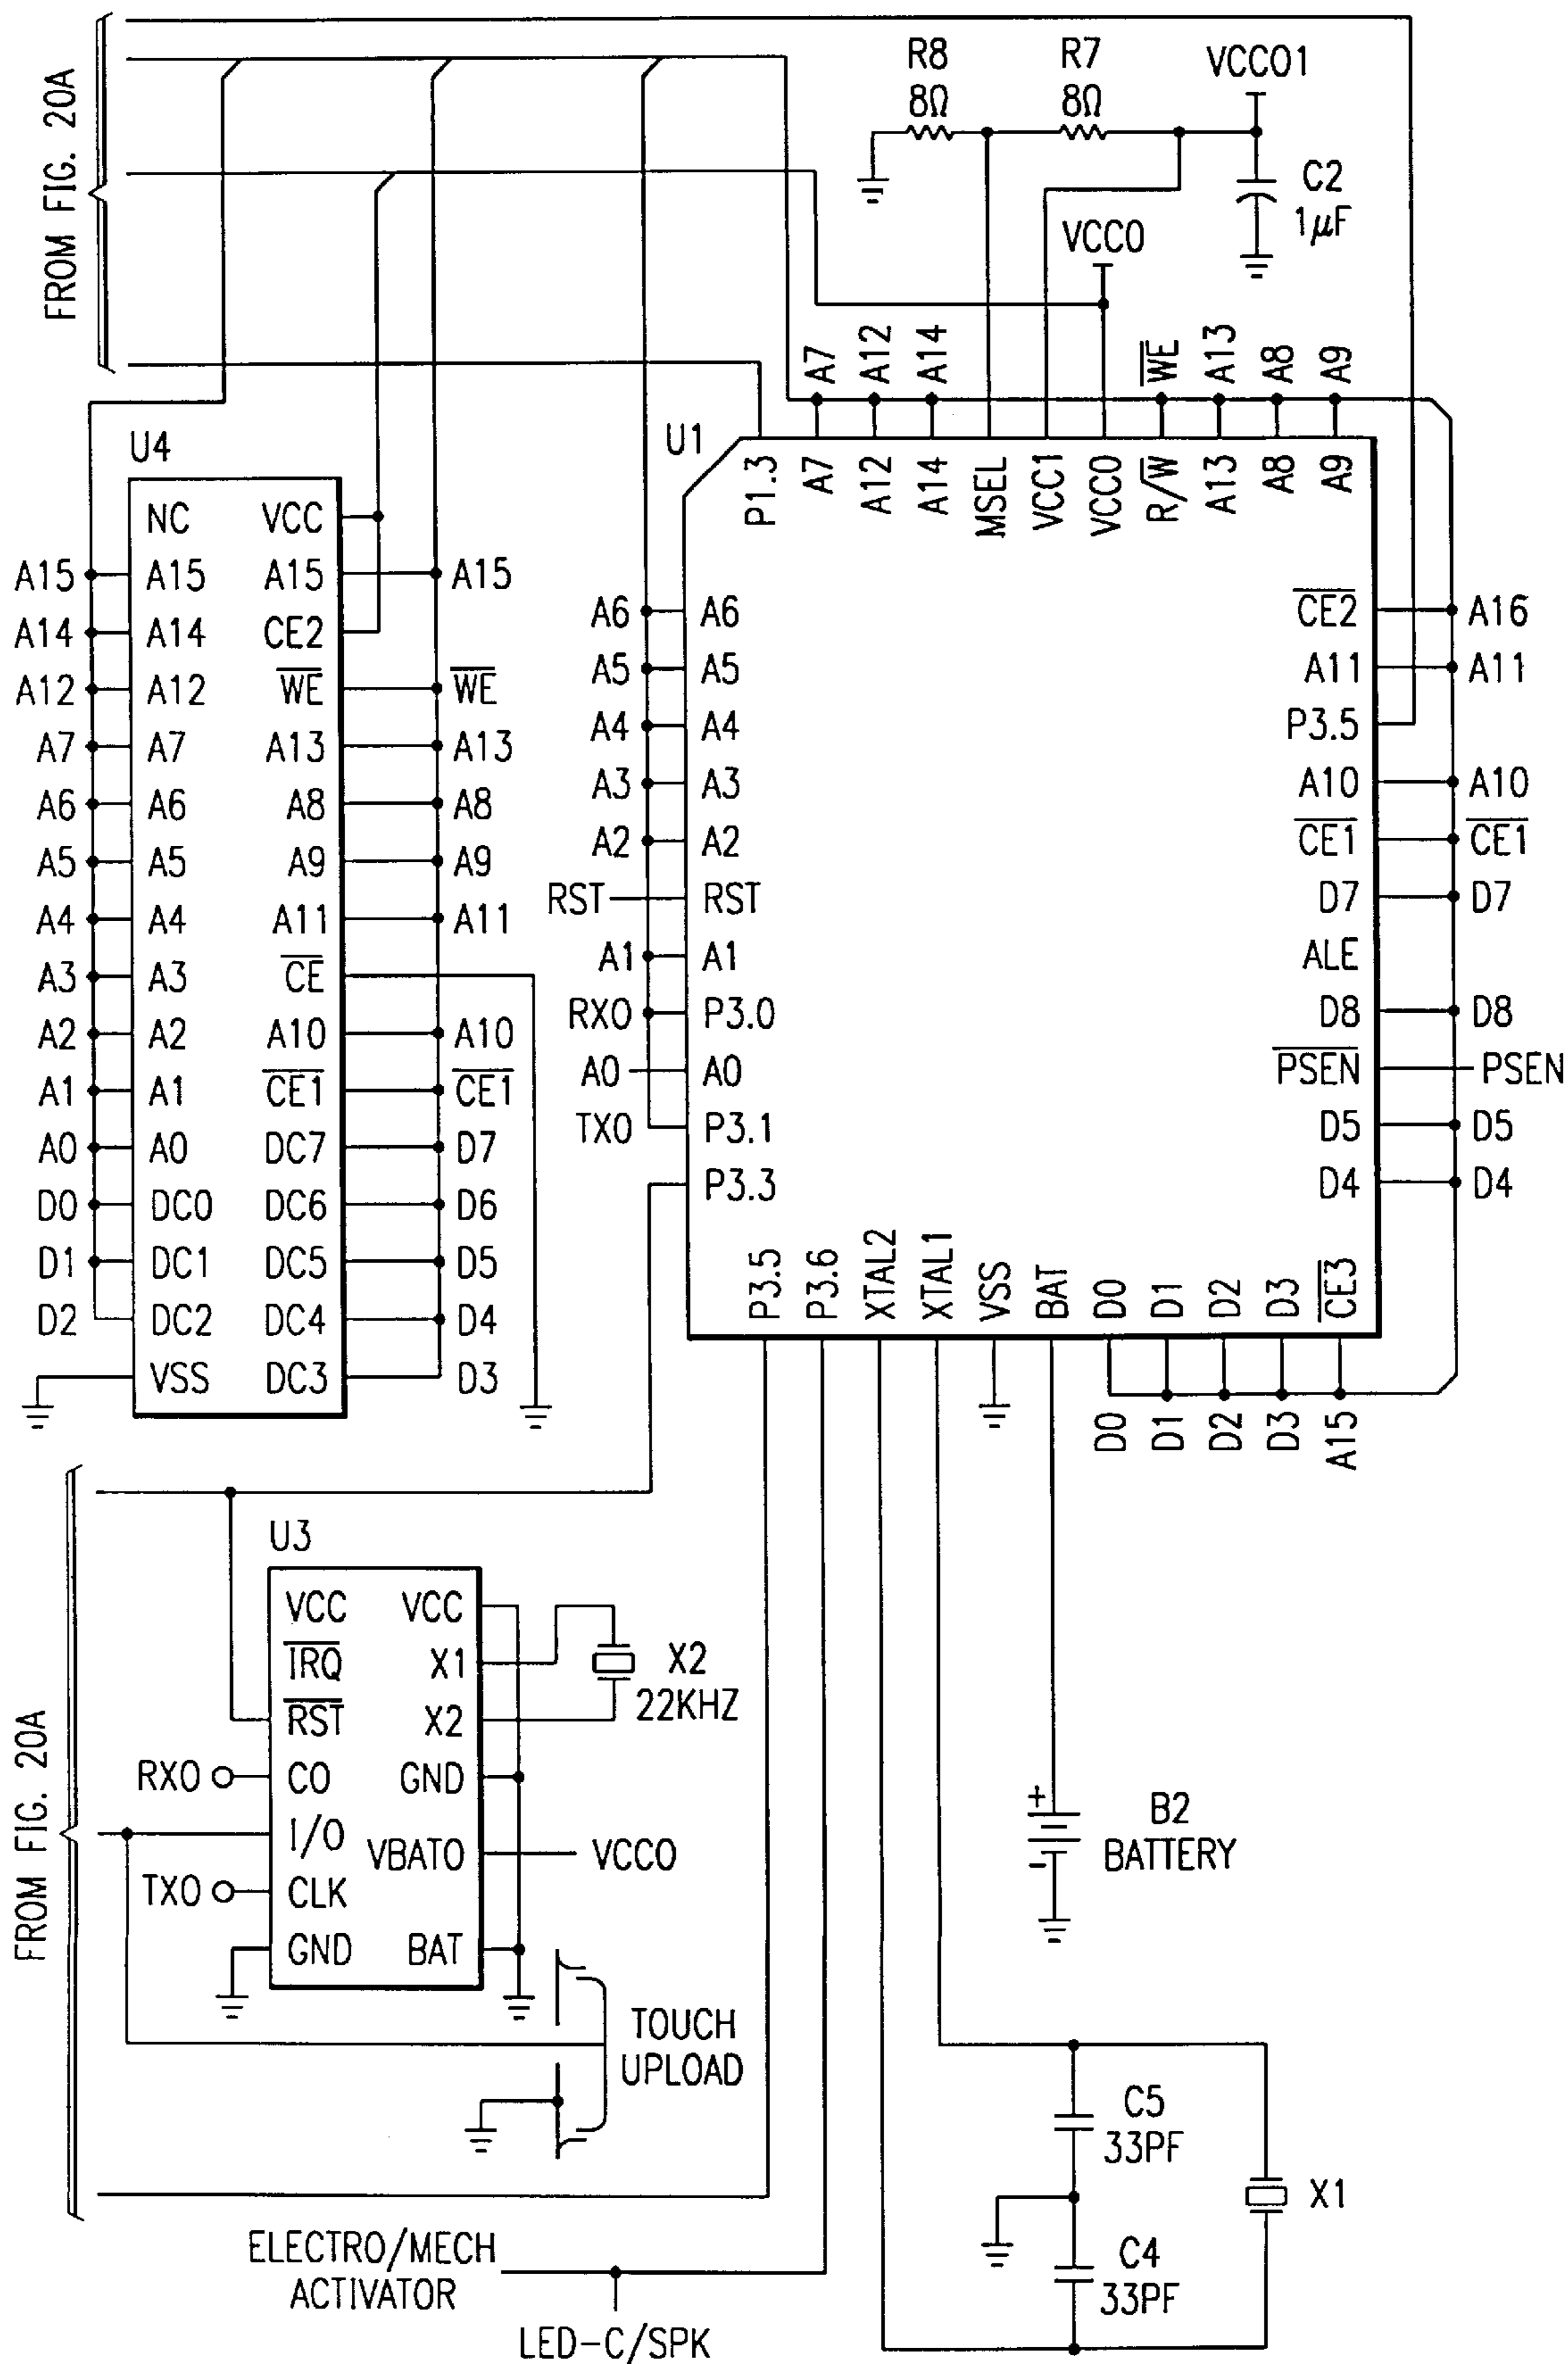 FROM FIG. 20A
R8
8Ω
R7
8Ω
VCCO1
C2
1μF
VCCO
A7
A12
A14
WE
A13
A8
A9
U4
NC
VCC
A15
A15
A15
A15
A14
A14
CE2
A12
A12
WE
WE
A7
A7
A13
A13
A6
A6
A8
A8
A5
A5
A9
A9
A4
A4
A11
A11
A3
A3
CE
A2
A2
A10
A10
A1
A1
CE1
CE1
A0
A0
DC7
D7
D0
DC0
DC6
D6
D1
DC1
DC5
D5
D2
DC2
DC4
D4
VSS
DC3
D3
U1
P1.3
A7
A12
A14
MSEL
VCC1
VCC0
R/W
A13
A8
A9
A6
A6
A5
A5
A4
A4
A3
A3
A2
A2
RST
RST
A1
A1
RXO
P3.0
A0
A0
TXO
P3.1
P3.3
CE2
A16
A11
A11
P3.5
A10
A10
CE1
CE1
D7
D7
ALE
D8
D8
PSEN
PSEN
D5
D5
D4
D4
P3.5
P3.6
XTAL2
XTAL1
VSS
BAT
D0
D1
D2
D3
CE3
D0
D1
D2
D3
A15
FROM FIG. 20A
U3
VCC
VCC
IRQ
X1
RST
X2
X2
22KHZ
RXO
CO
GND
I/O
VBATO
VCCO
TXO
CLK
GND
BAT
TOUCH
UPLOAD
+
-
B2
BATTERY
C5
33PF
X1
C4
33PF
ELECTRO/MECH
ACTIVATOR
LED-C/SPK